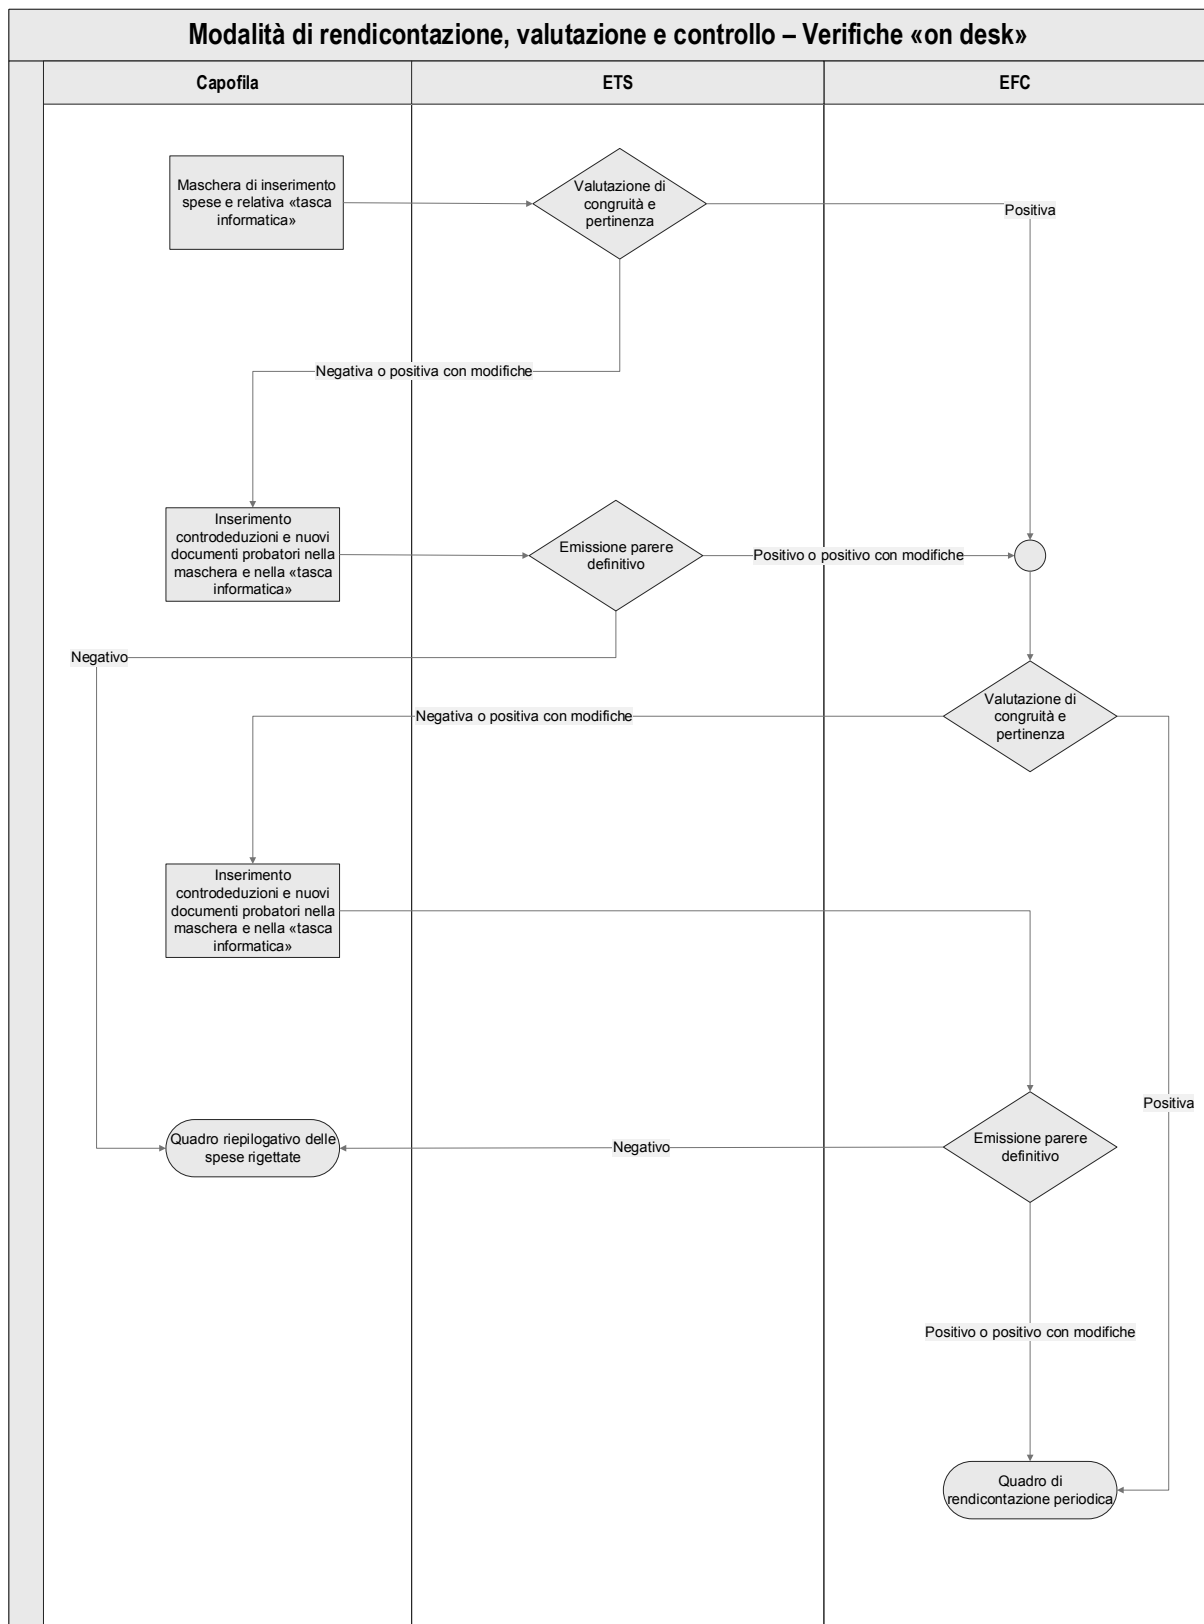 Modalità di rendicontazione, valutazione e controllo – Verifiche «on desk»
Capofila
ETS
EFC
Maschera di inserimento
spese e relativa «tasca
informatica»
Valutazione di
congruità e
pertinenza
Positiva
Negativa o positiva con modifiche
Inserimento
controdeduzioni e nuovi
documenti probatori nella
maschera e nella «tasca
informatica»
Emissione parere
definitivo
Positivo o positivo con modifiche
Negativo
Valutazione di
congruità e
pertinenza
Negativa o positiva con modifiche
Inserimento
controdeduzioni e nuovi
documenti probatori nella
maschera e nella «tasca
informatica»
Positiva
Quadro riepilogativo delle
spese rigettate
Negativo
Emissione parere
definitivo
Positivo o positivo con modifiche
Quadro di
rendicontazione periodica